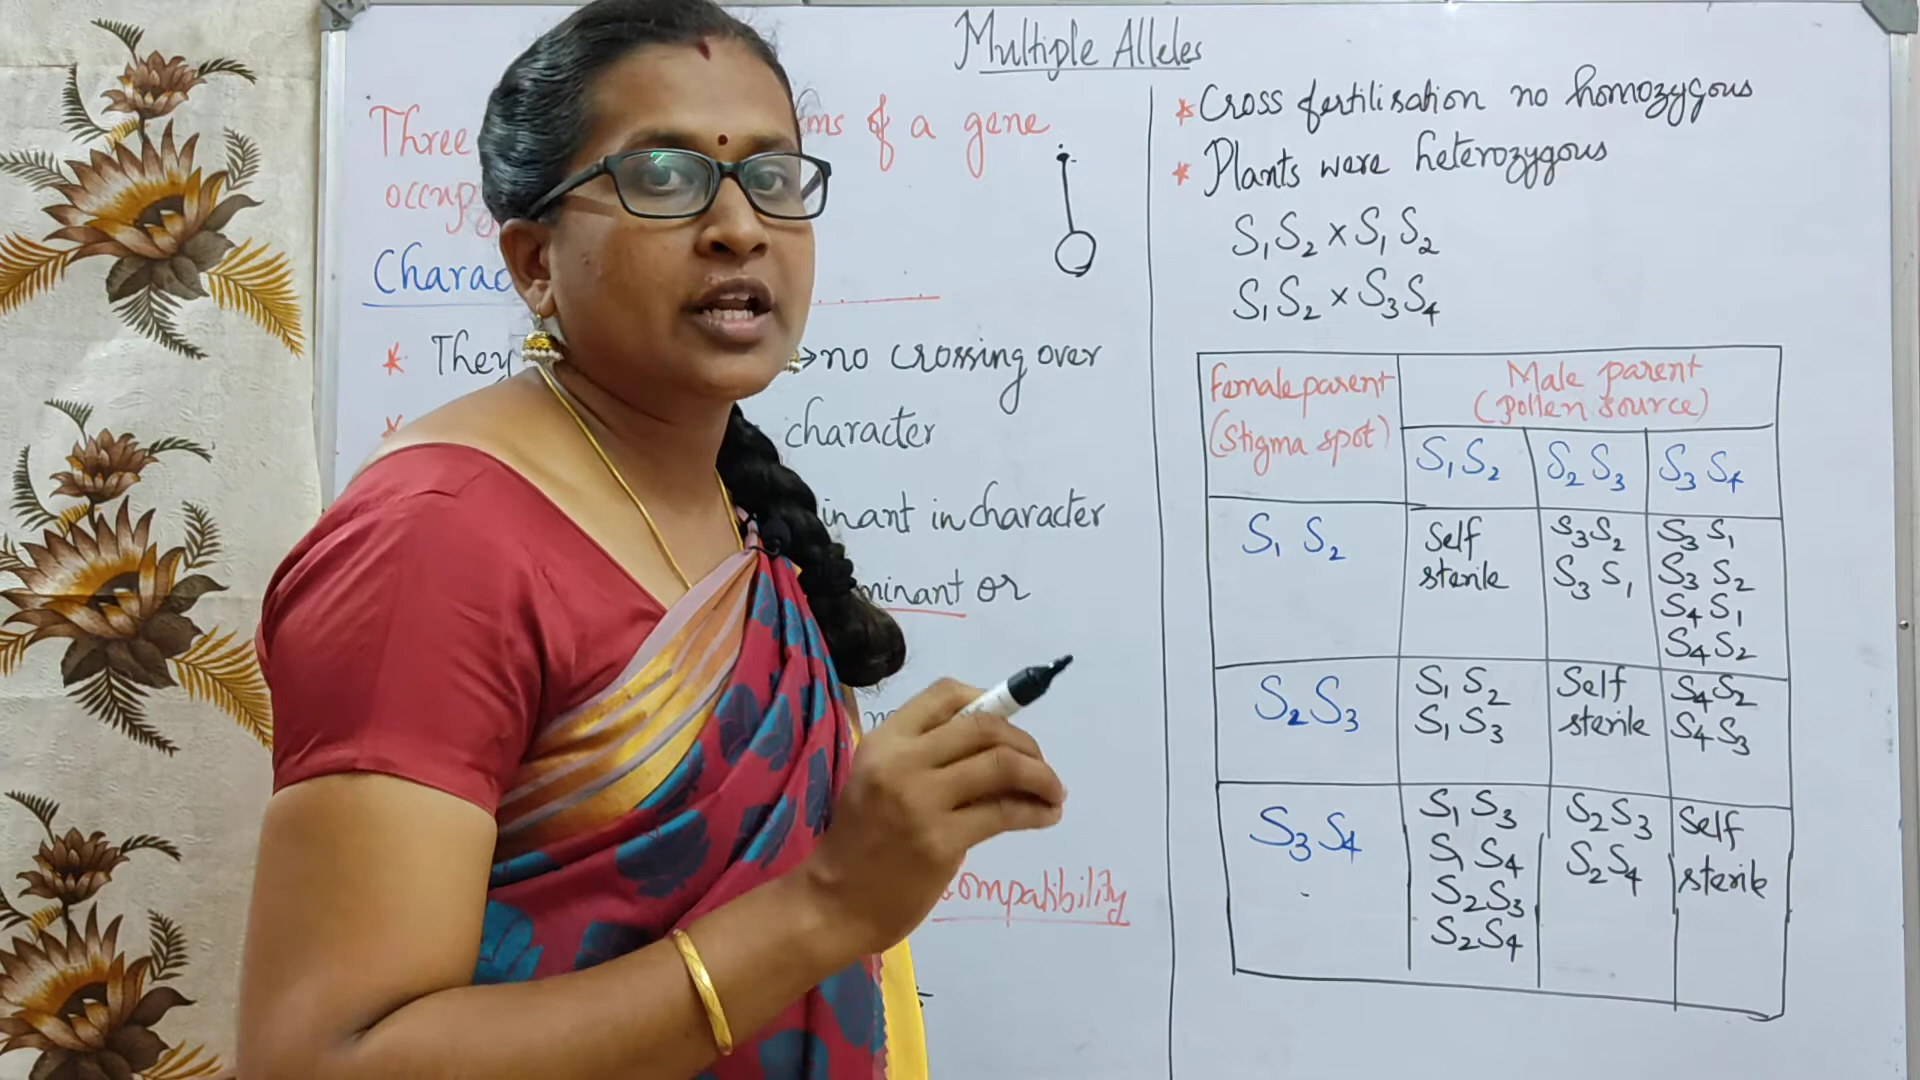 Multiple Alleles
Three ms of a gene
occupy
Charac
* They → no crossing over
* character
inant in character
minant or
ompatibility
* Cross fertilisation no homozygous
* Plants were heterozygous
S₁S₂ × S₁S₂
S₁S₂ × S₃S₄
Female parent Male parent
(Stigma spot) (pollen source)
S₁S₂ S₂S₃ S₃S₄
S₁S₂ Self S₃S₂ S₃S₁
sterile S₃S₁ S₃S₂
S₄S₁
S₄S₂
S₂S₃ S₁S₂ Self S₄S₂
S₁S₃ sterile S₄S₃
S₃S₄ S₁S₃ S₂S₃ Self
S₁S₄ S₂S₄ sterile
S₂S₃
S₂S₄